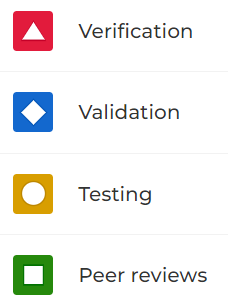 Verification
Validation
Testing
Peer reviews